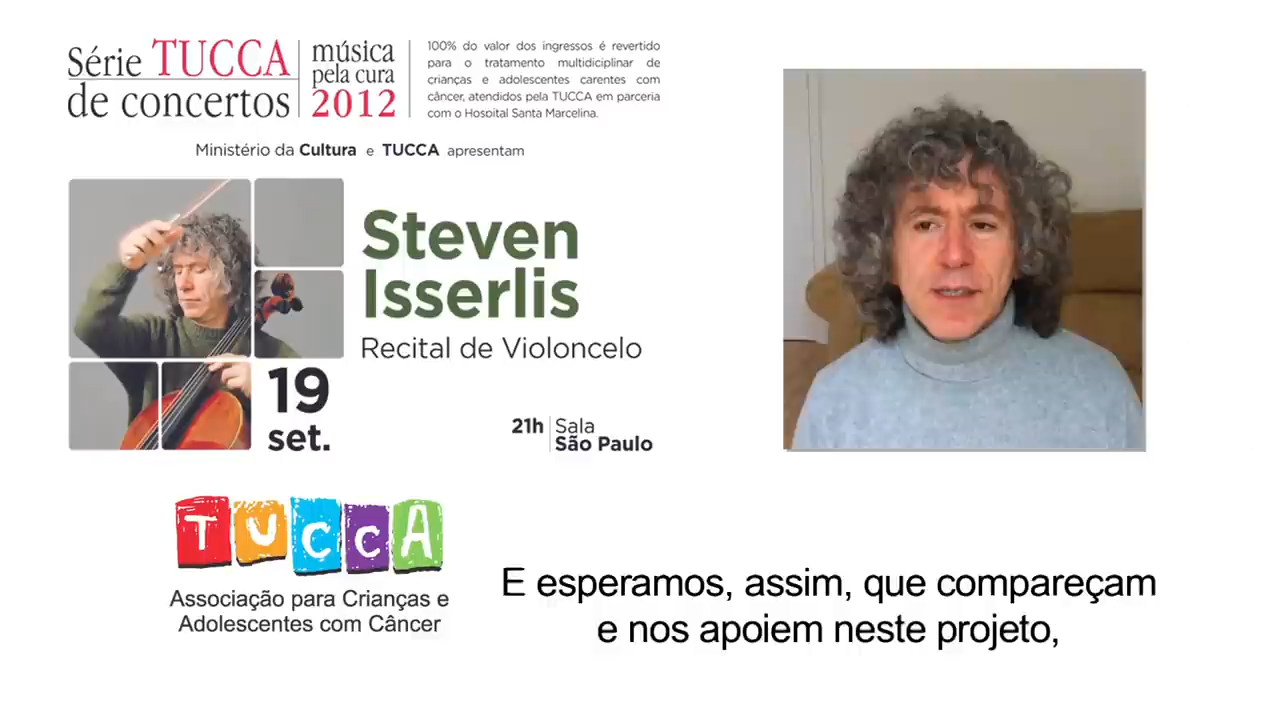 Série TUCCA
de concertos
música
pela cura
2012
100% do valor dos ingressos é revertido
para o tratamento multidiciplinar de
crianças e adolescentes carentes com
câncer, atendidos pela TUCCA em parceria
com o Hospital Santa Marcelina.
Ministério da Cultura e TUCCA apresentam
Steven
Isserlis
Recital de Violoncelo
19
set.
21h
Sala
São Paulo
TUCCA
Associação para Crianças e
Adolescentes com Câncer
E esperamos, assim, que compareçam
e nos apoiem neste projeto,